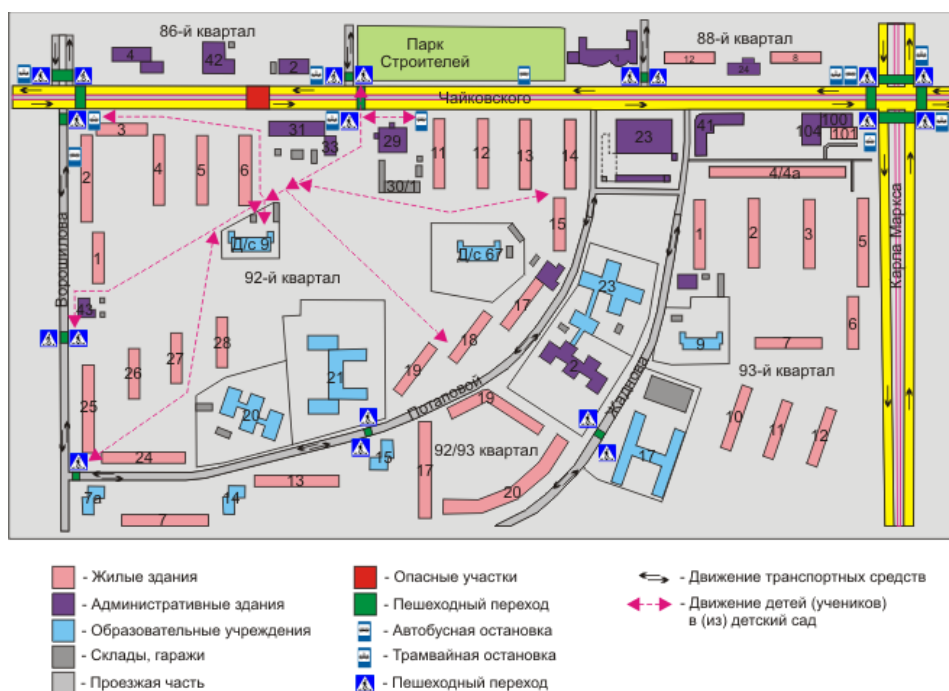 86-й квартал
Парк
Строителей
88-й квартал
4
42
2
1
12
24
8
Чайковского
3
31
33
29
23
41
104
100
101
2
4
5
6
11
12
13
14
30/1
4/4а
Ворошилова
Карла Маркса
15
1
Д/с 9
Д/с 67
1
2
3
5
92-й квартал
43
17
23
6
18
9
7
28
27
26
25
21
19
2
93-й квартал
Потаповой
Жаднова
20
19
10
11
12
24
15
17
92/93 квартал
17
13
20
7а
14
7
- Жилые здания
- Административные здания
- Образовательные учреждения
- Склады, гаражи
- Проезжая часть
- Опасные участки
- Пешеходный переход
- Автобусная остановка
- Трамвайная остановка
- Пешеходный переход
- Движение транспортных средств
- Движение детей (учеников)
в (из) детский сад